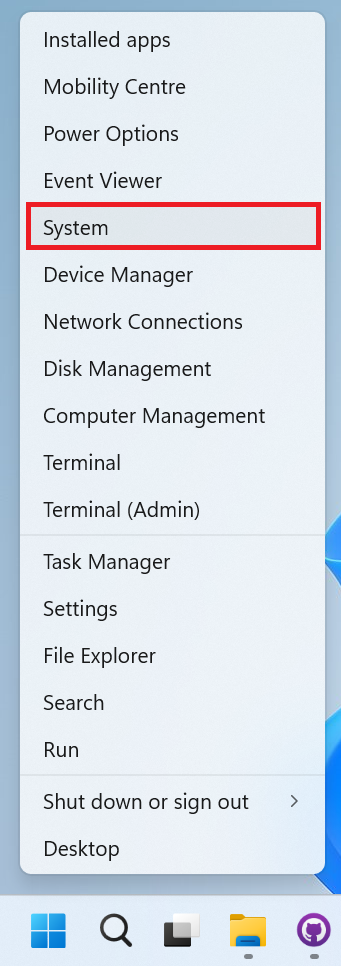 Installed apps
Mobility Centre
Power Options
Event Viewer
System
Device Manager
Network Connections
Disk Management
Computer Management
Terminal
Terminal (Admin)
Task Manager
Settings
File Explorer
Search
Run
Shut down or sign out
Desktop